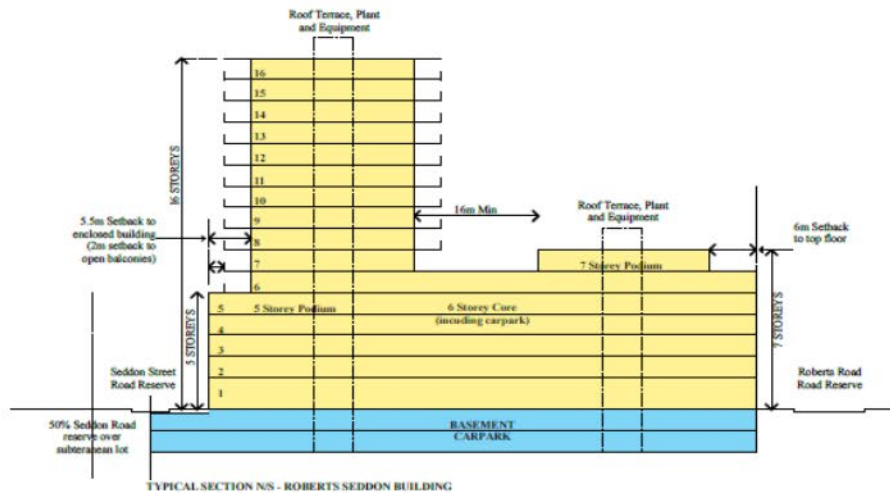 Roof Terrace, Plant
and Equipment
16
15
14
13
12
11
10
9
8
7
6
16 STOREYS
5.5m Setback to
enclosed building
(2m setback to
open balconies)
16m Min
Roof Terrace, Plant
and Equipment
6m Setback
to top floor
7 Storey Podium
5 Storey Podium
6 Storey Core
(incuding carpark)
5
4
3
2
1
5 STOREYS
7 STOREYS
Seddon Street
Road Reserve
Roberts Road
Road Reserve
50% Seddon Road
reserve over
subteranean lot
BASEMENT
CARPARK
TYPICAL SECTION N/S - ROBERTS SEDDON BUILDING